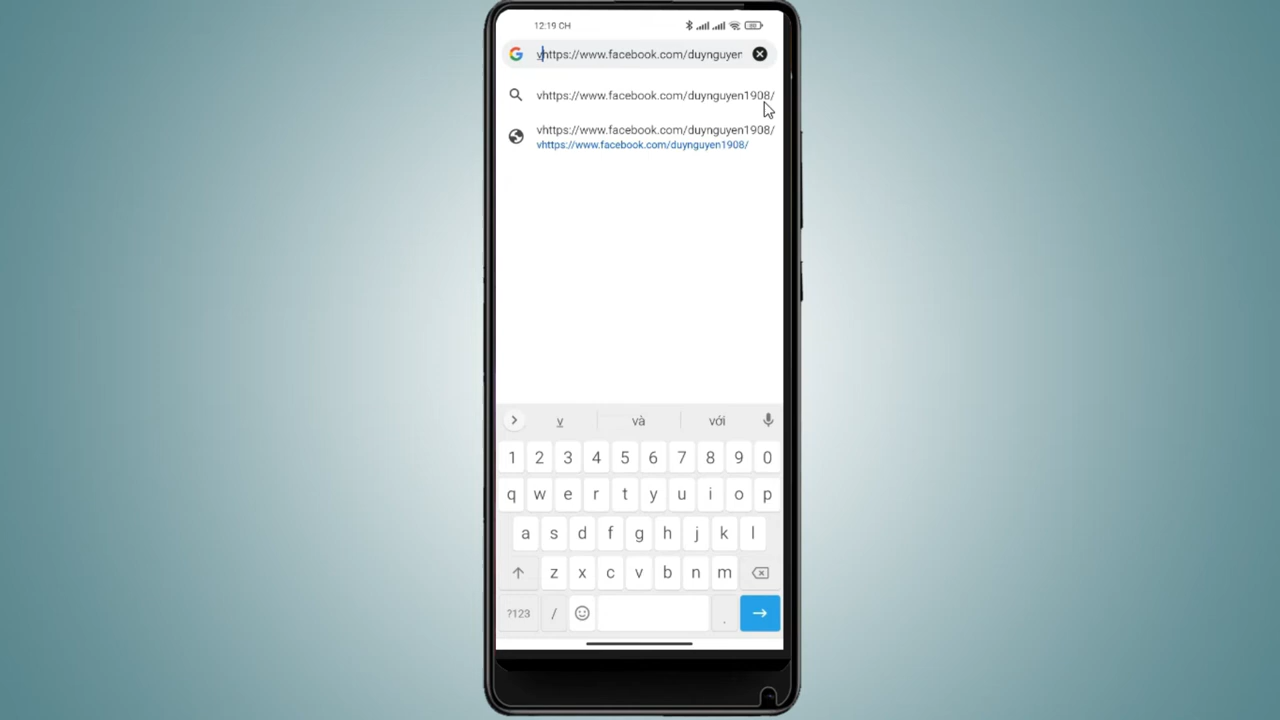 12:19 CH
vhttps://www.facebook.com/duynguyen
vhttps://www.facebook.com/duynguyen1908/
vhttps://www.facebook.com/duynguyen1908/
vhttps://www.facebook.com/duynguyen1908/
v và với
1 2 3 4 5 6 7 8 9 0
q w e r t y u i o p
a s d f g h j k l
z x c v b n m
?123 / .